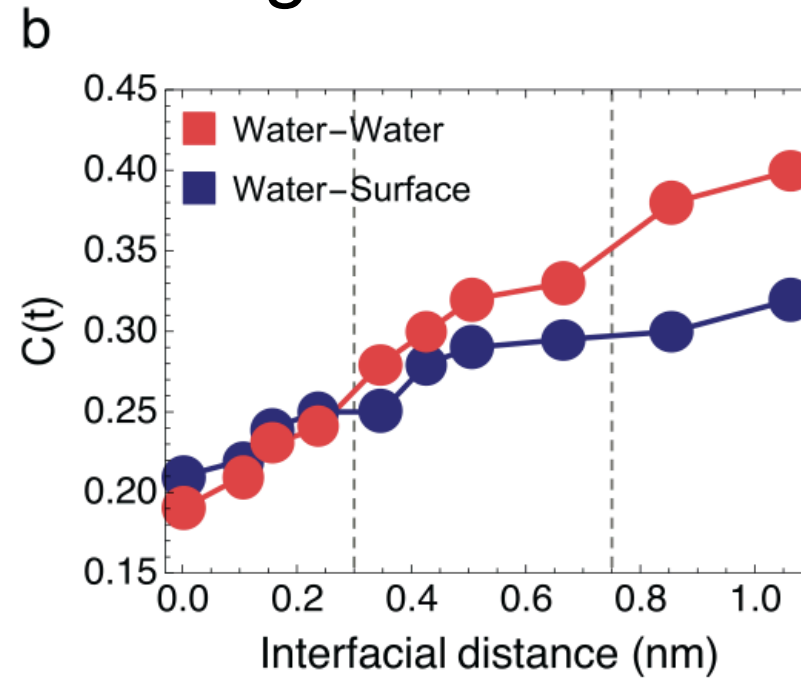 g
b
0.45
Water–Water
0.40
Water–Surface
0.35
C(t)
0.30
0.25
0.20
0.15
0.0 0.2 0.4 0.6 0.8 1.0
Interfacial distance (nm)